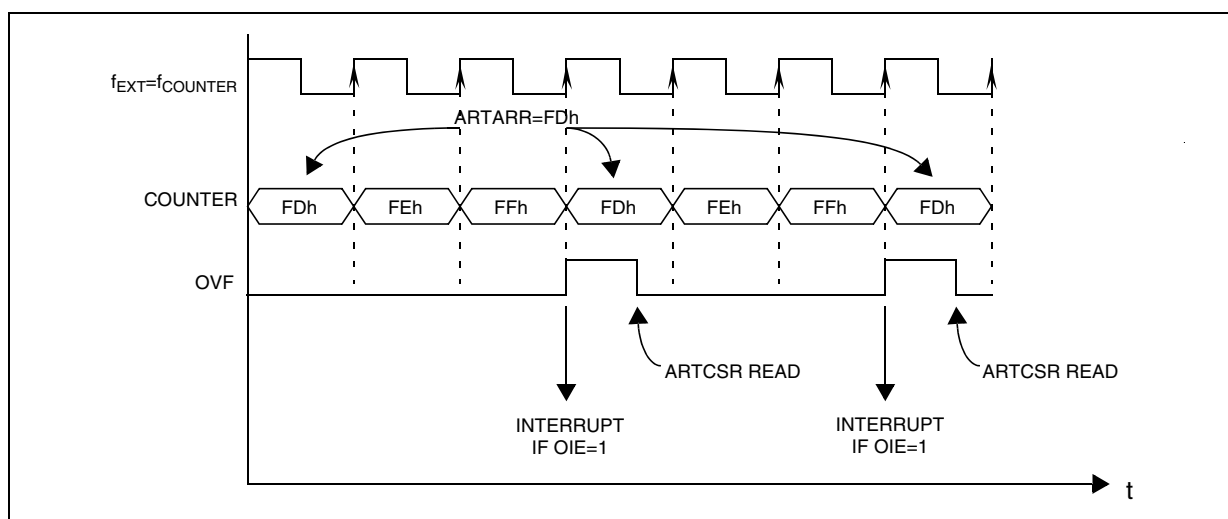 fEXT=fCOUNTER
ARTARR=FDh
COUNTER
FDh FEh FFh FDh FEh FFh FDh
OVF
ARTCSR READ ARTCSR READ
INTERRUPT INTERRUPT
IF OIE=1 IF OIE=1
t